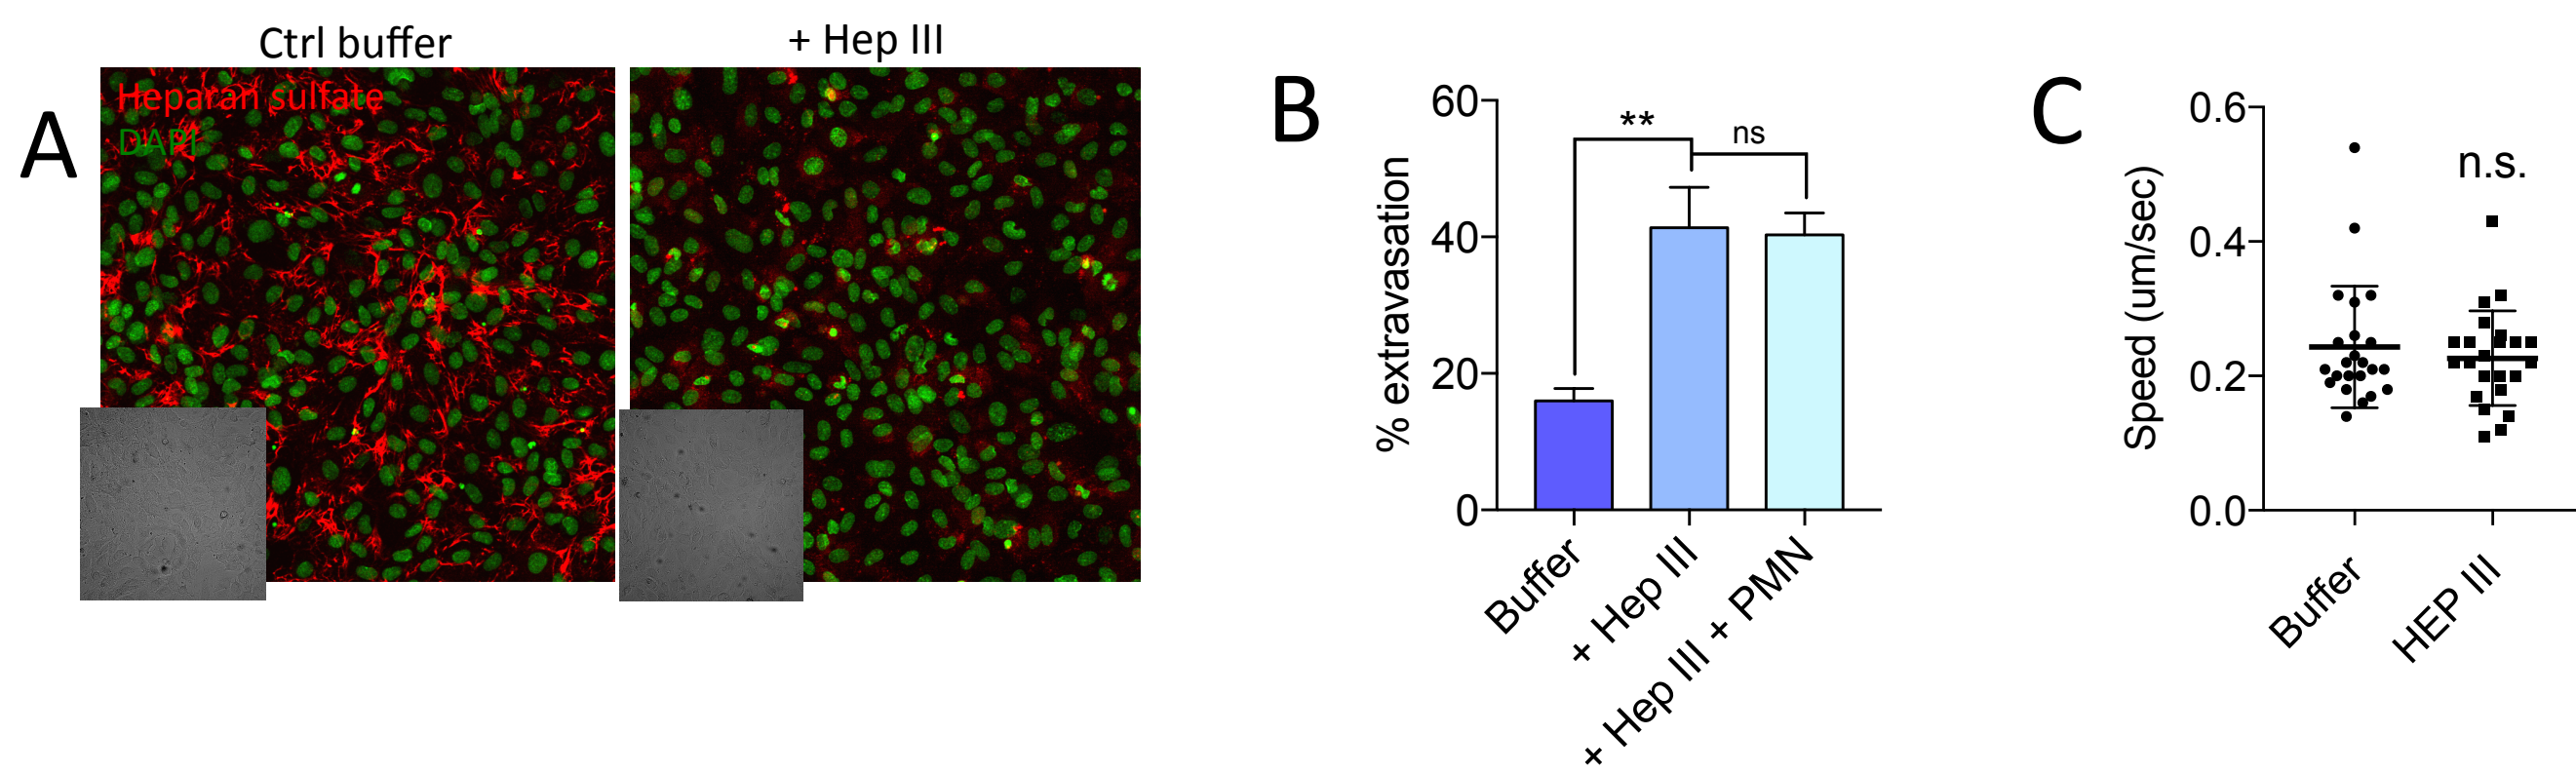 A
Ctrl buffer
+ Hep III
Heparan sulfate
DAPI
B
% extravasation
60
40
20
0
**
ns
Buffer
+ Hep III
+ Hep III + PMN
C
Speed (um/sec)
0.6
0.4
0.2
0.0
n.s.
Buffer
HEP III